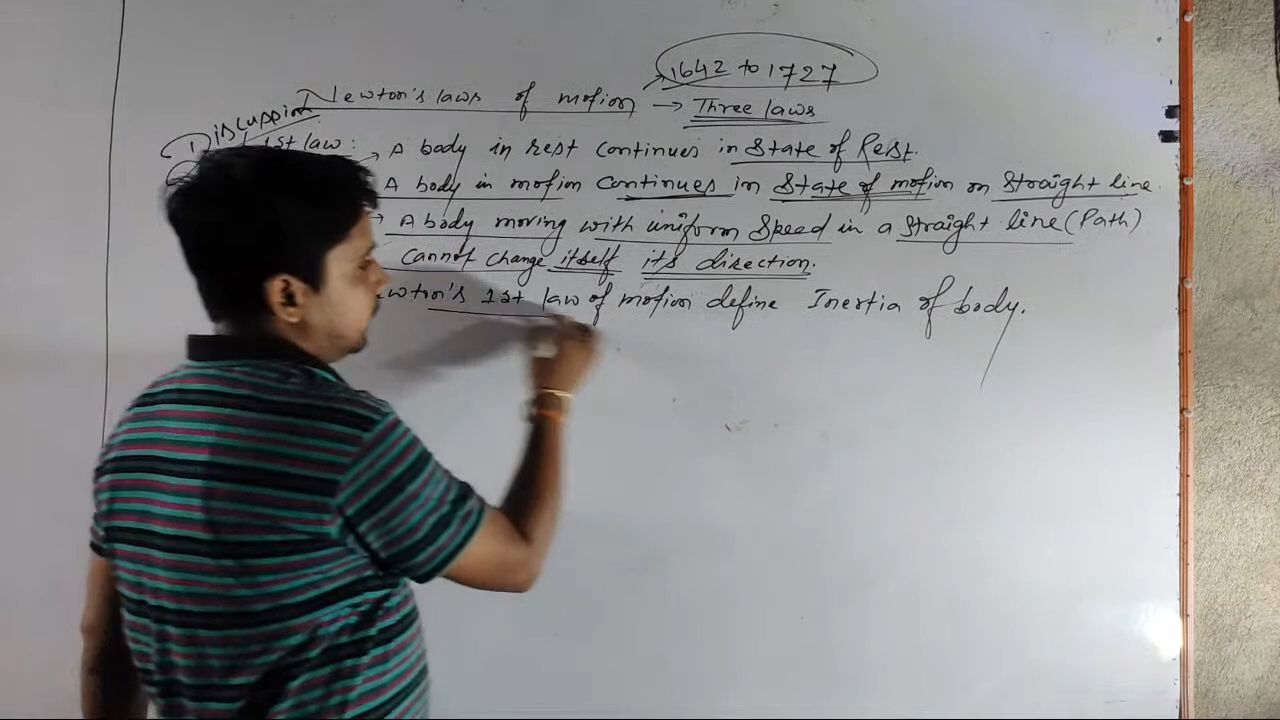 1642 to 1727
Newton's laws of motion → Three laws
Discussion
1st law: → A body in rest continues in State of Rest.
A body in motion continues in State of motion on straight line.
→ A body moving with uniform Speed in a straight line (Path)
cannot change itself its direction.
1st law of motion define Inertia of body.